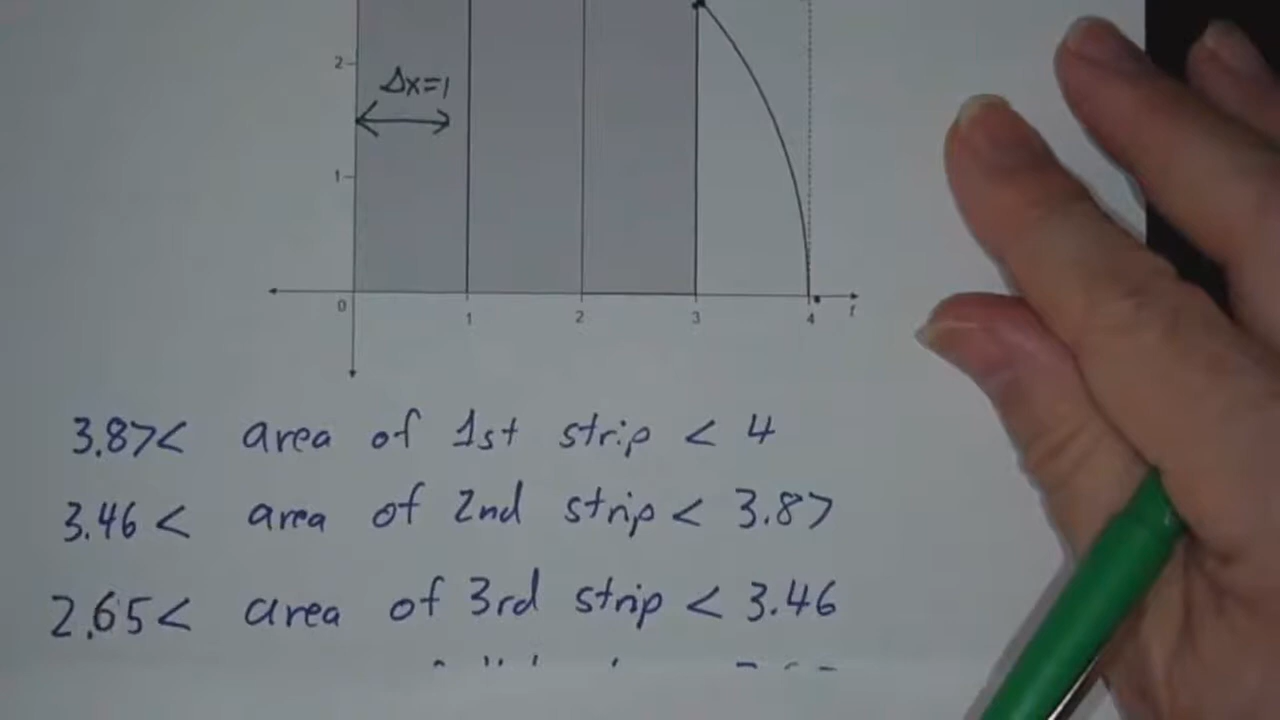 2
Δx=1
1
0
1 2 3 4 t
3.87< area of 1st strip < 4
3.46 < area of 2nd strip < 3.87
2.65< area of 3rd strip < 3.46